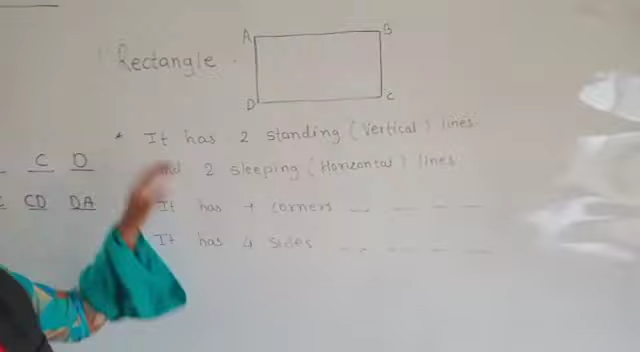 Rectangle
A B
D C
* It has 2 standing (Vertical) lines
2 sleeping (Horizontal) lines
It has 4 corners _ _ _ _
It has 4 sides _ _ _ _
C D
CD DA